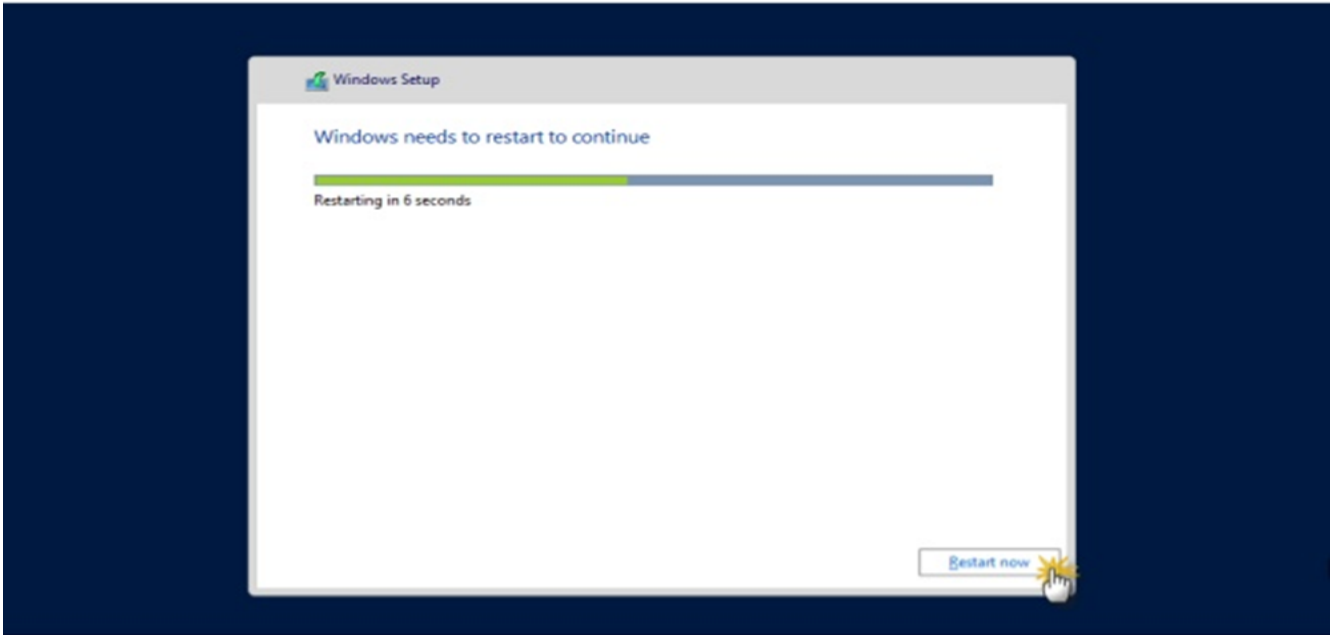 Windows Setup
Windows needs to restart to continue
Restarting in 6 seconds
Restart now